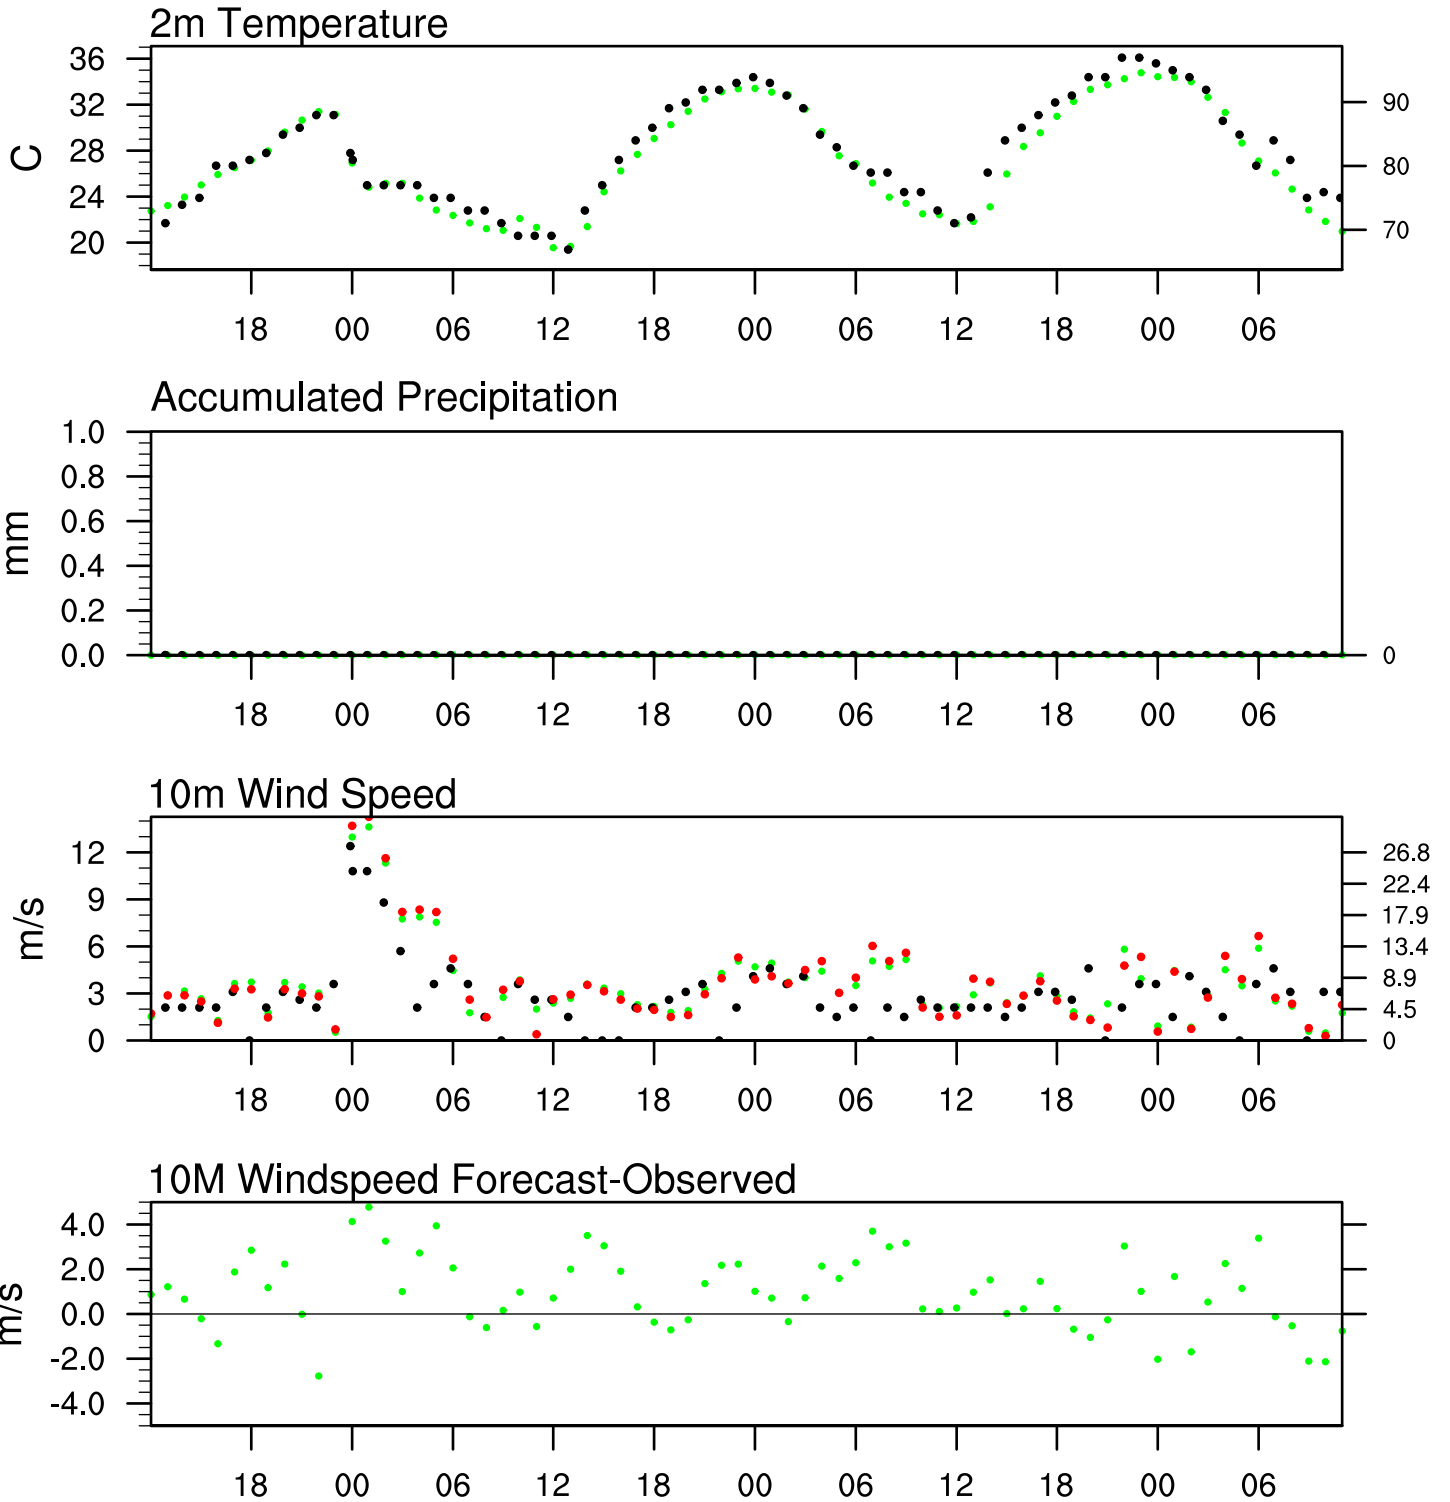 2m Temperature
36
32
28
24
20
C
90
80
70
18 00 06 12 18 00 06 12 18 00 06
Accumulated Precipitation
1.0
0.8
0.6
0.4
0.2
0.0
mm
0
18 00 06 12 18 00 06 12 18 00 06
10m Wind Speed
12
9
6
3
0
m/s
26.8
22.4
17.9
13.4
8.9
4.5
0
18 00 06 12 18 00 06 12 18 00 06
10M Windspeed Forecast-Observed
4.0
2.0
0.0
-2.0
-4.0
m/s
18 00 06 12 18 00 06 12 18 00 06